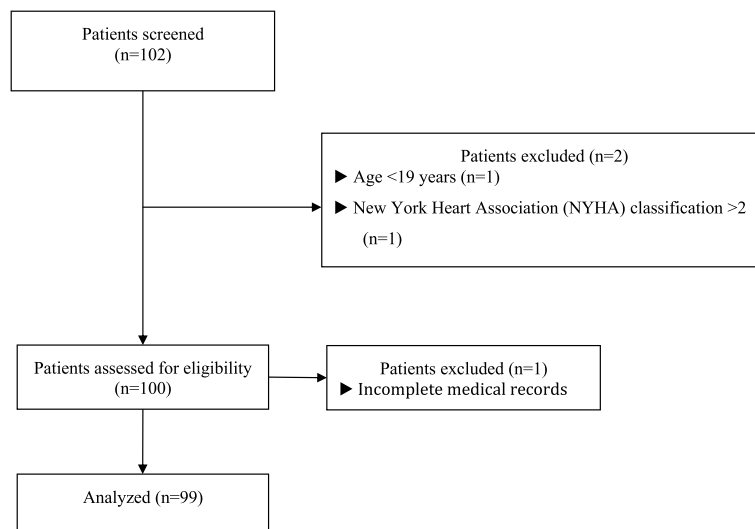 Patients screened
(n=102)
Patients excluded (n=2)
▶ Age <19 years (n=1)
▶ New York Heart Association (NYHA) classification >2
(n=1)
Patients assessed for eligibility
(n=100)
Patients excluded (n=1)
▶ Incomplete medical records
Analyzed (n=99)